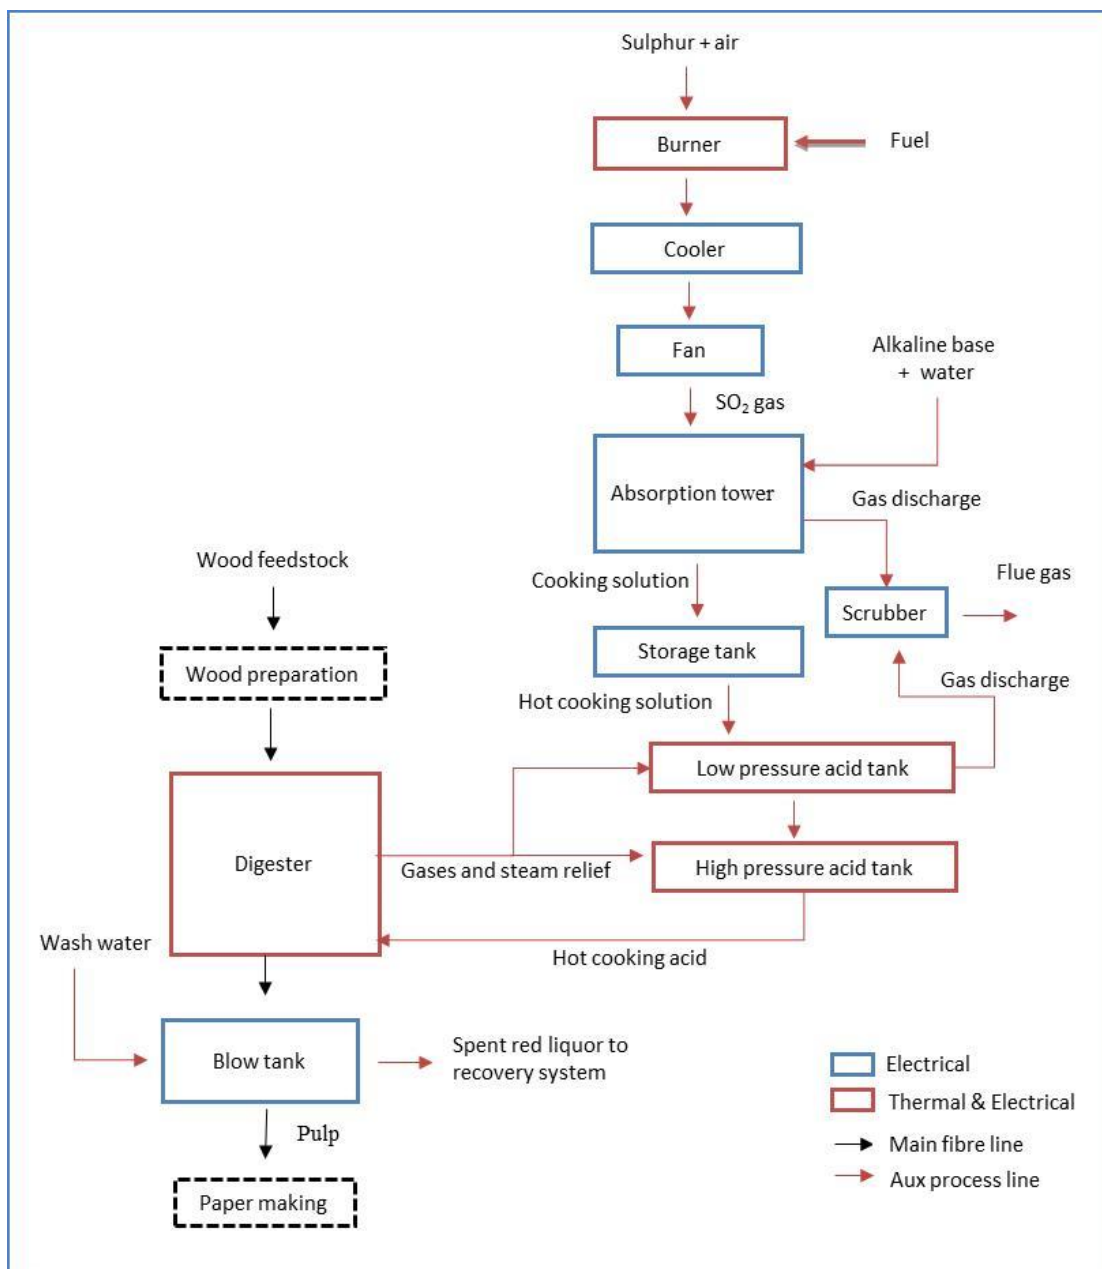 Sulphur + air
Burner
Fuel
Cooler
Fan
Alkaline base
+ water
SO₂ gas
Absorption tower
Gas discharge
Wood feedstock
Cooking solution
Flue gas
Scrubber
Storage tank
Wood preparation
Gas discharge
Hot cooking solution
Low pressure acid tank
Digester
Gases and steam relief
High pressure acid tank
Wash water
Hot cooking acid
Blow tank
Spent red liquor to
recovery system
Electrical
Thermal & Electrical
Pulp
Main fibre line
Aux process line
Paper making